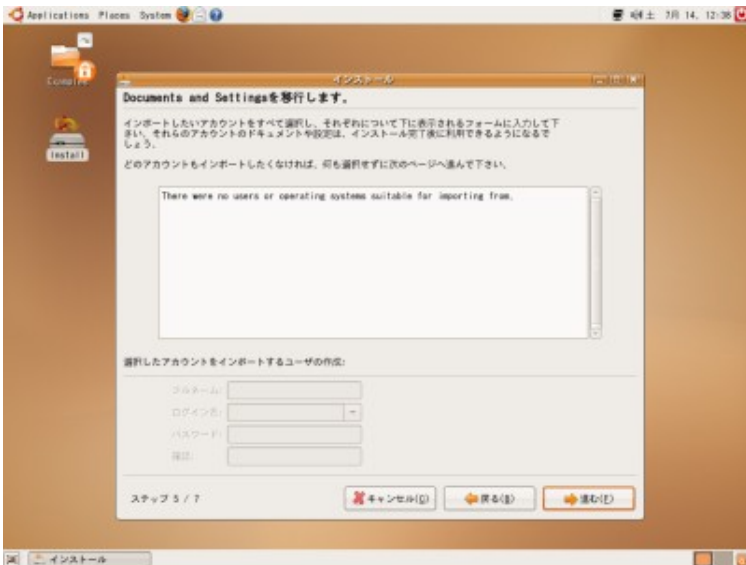 Applications Places System
土 7月 14, 12:38
Install
インストール
Documents and Settingsを移行します。
インポートしたいアカウントをすべて選択し、それぞれについて下に表示されるフォームに入力して下
さい。それらのアカウントのドキュメントや設定は、インストール完了後に利用できるようになるで
しょう。
どのアカウントもインポートしたくなければ、何も選択せずに次のページへ進んで下さい。
There were no users or operating systems suitable for importing from.
選択したアカウントをインポートするユーザの作成:
フルネーム:
ログイン名:
パスワード:
確認:
ステップ 5 / 7
キャンセル(C)
戻る(B)
進む(F)
インストール